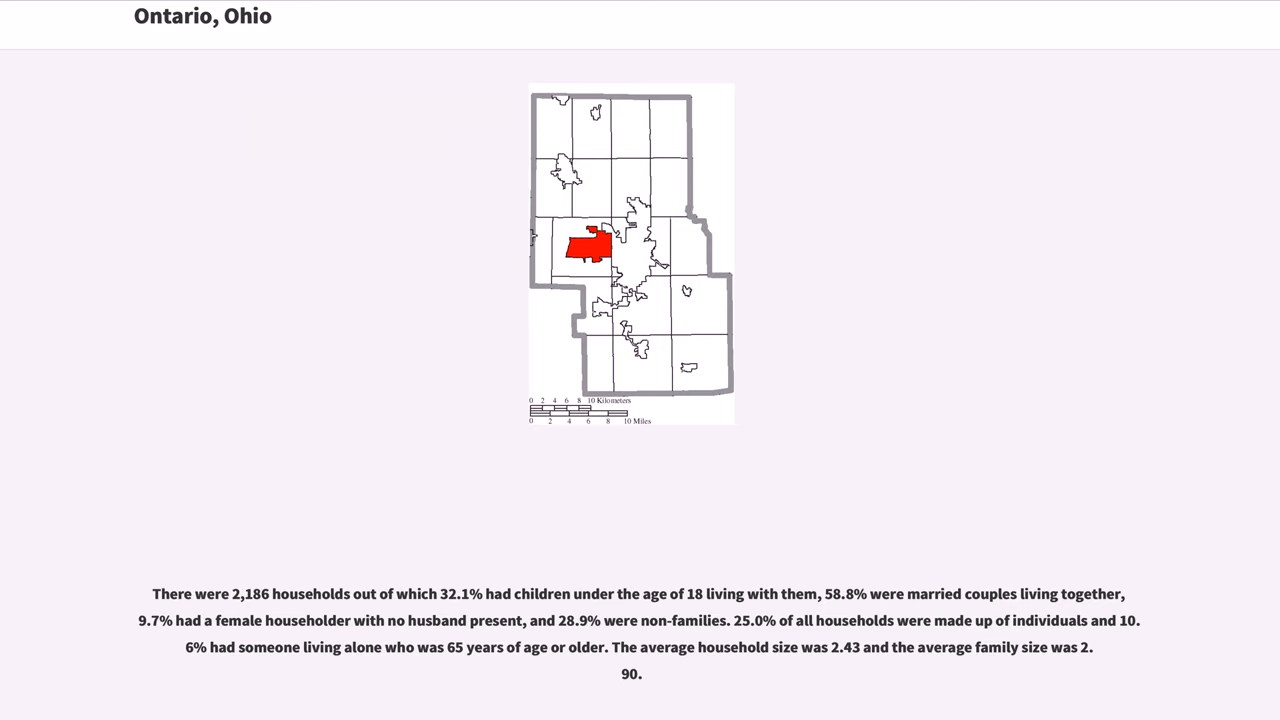 Ontario, Ohio
0 2 4 6 8 10 Kilometers
0 2 4 6 8 10 Miles
There were 2,186 households out of which 32.1% had children under the age of 18 living with them, 58.8% were married couples living together,
9.7% had a female householder with no husband present, and 28.9% were non-families. 25.0% of all households were made up of individuals and 10.
6% had someone living alone who was 65 years of age or older. The average household size was 2.43 and the average family size was 2.
90.